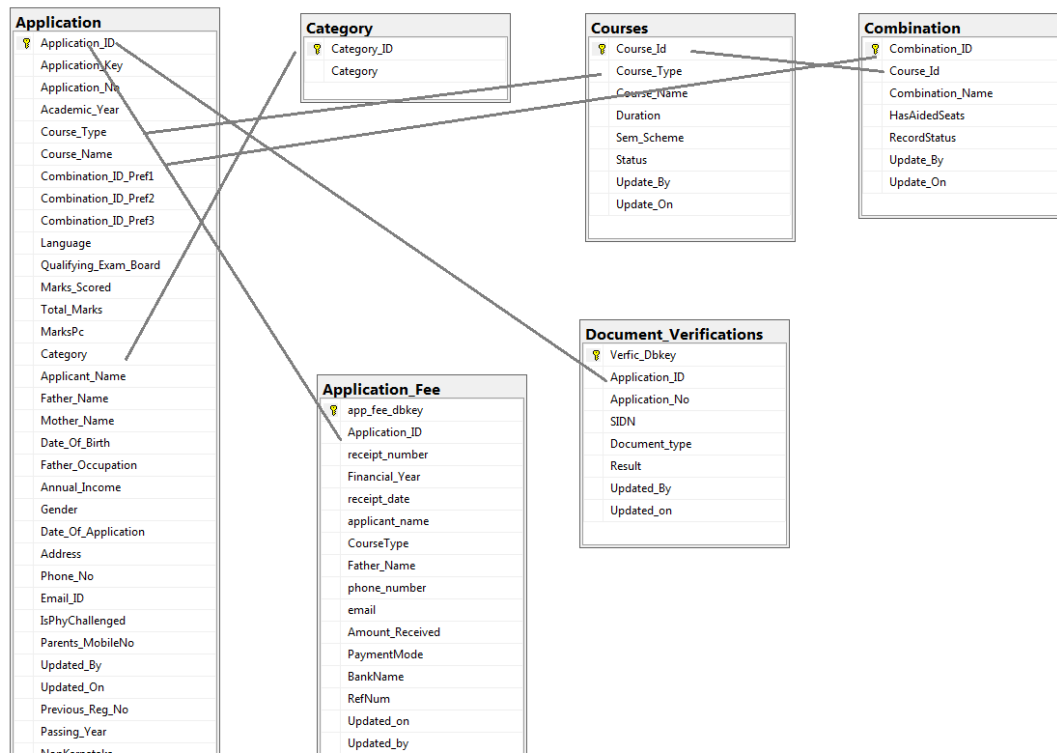 Application
Application_ID
Application_Key
Application_No
Academic_Year
Course_Type
Course_Name
Combination_ID_Pref1
Combination_ID_Pref2
Combination_ID_Pref3
Language
Qualifying_Exam_Board
Marks_Scored
Total_Marks
MarksPc
Category
Applicant_Name
Father_Name
Mother_Name
Date_Of_Birth
Father_Occupation
Annual_Income
Gender
Date_Of_Application
Address
Phone_No
Email_ID
IsPhyChallenged
Parents_MobileNo
Updated_By
Updated_On
Previous_Reg_No
Passing_Year
Category
Category_ID
Category
Courses
Course_Id
Course_Type
Course_Name
Duration
Sem_Scheme
Status
Update_By
Update_On
Combination
Combination_ID
Course_Id
Combination_Name
HasAidedSeats
RecordStatus
Update_By
Update_On
Application_Fee
app_fee_dbkey
Application_ID
receipt_number
Financial_Year
receipt_date
applicant_name
CourseType
Father_Name
phone_number
email
Amount_Received
PaymentMode
BankName
RefNum
Updated_on
Updated_by
Document_Verifications
Verfic_Dbkey
Application_ID
Application_No
SIDN
Document_type
Result
Updated_By
Updated_on